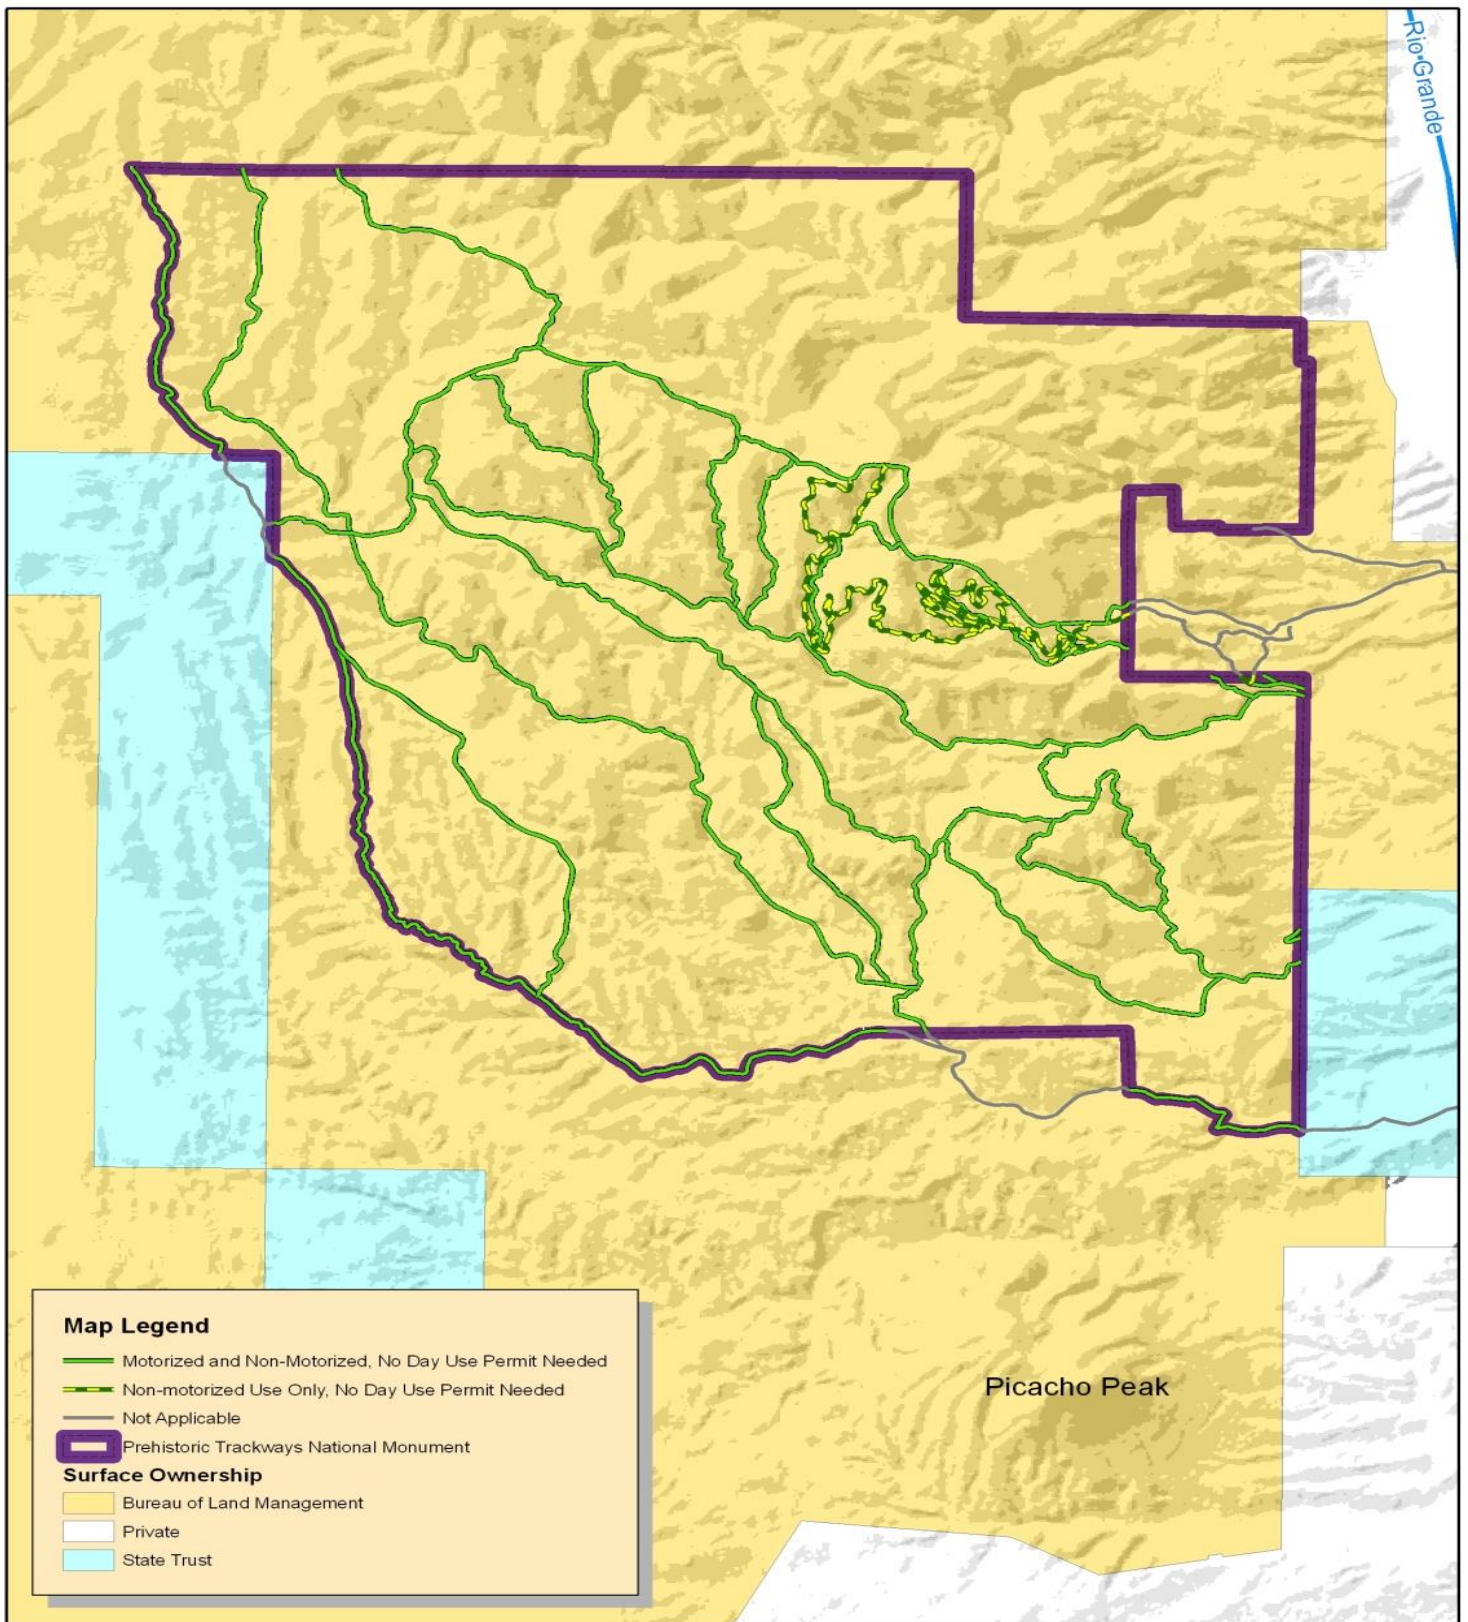 Rio Grande
Picacho Peak
Map Legend
Motorized and Non-Motorized, No Day Use Permit Needed
Non-motorized Use Only, No Day Use Permit Needed
Not Applicable
Prehistoric Trackways National Monument
Surface Ownership
Bureau of Land Management
Private
State Trust